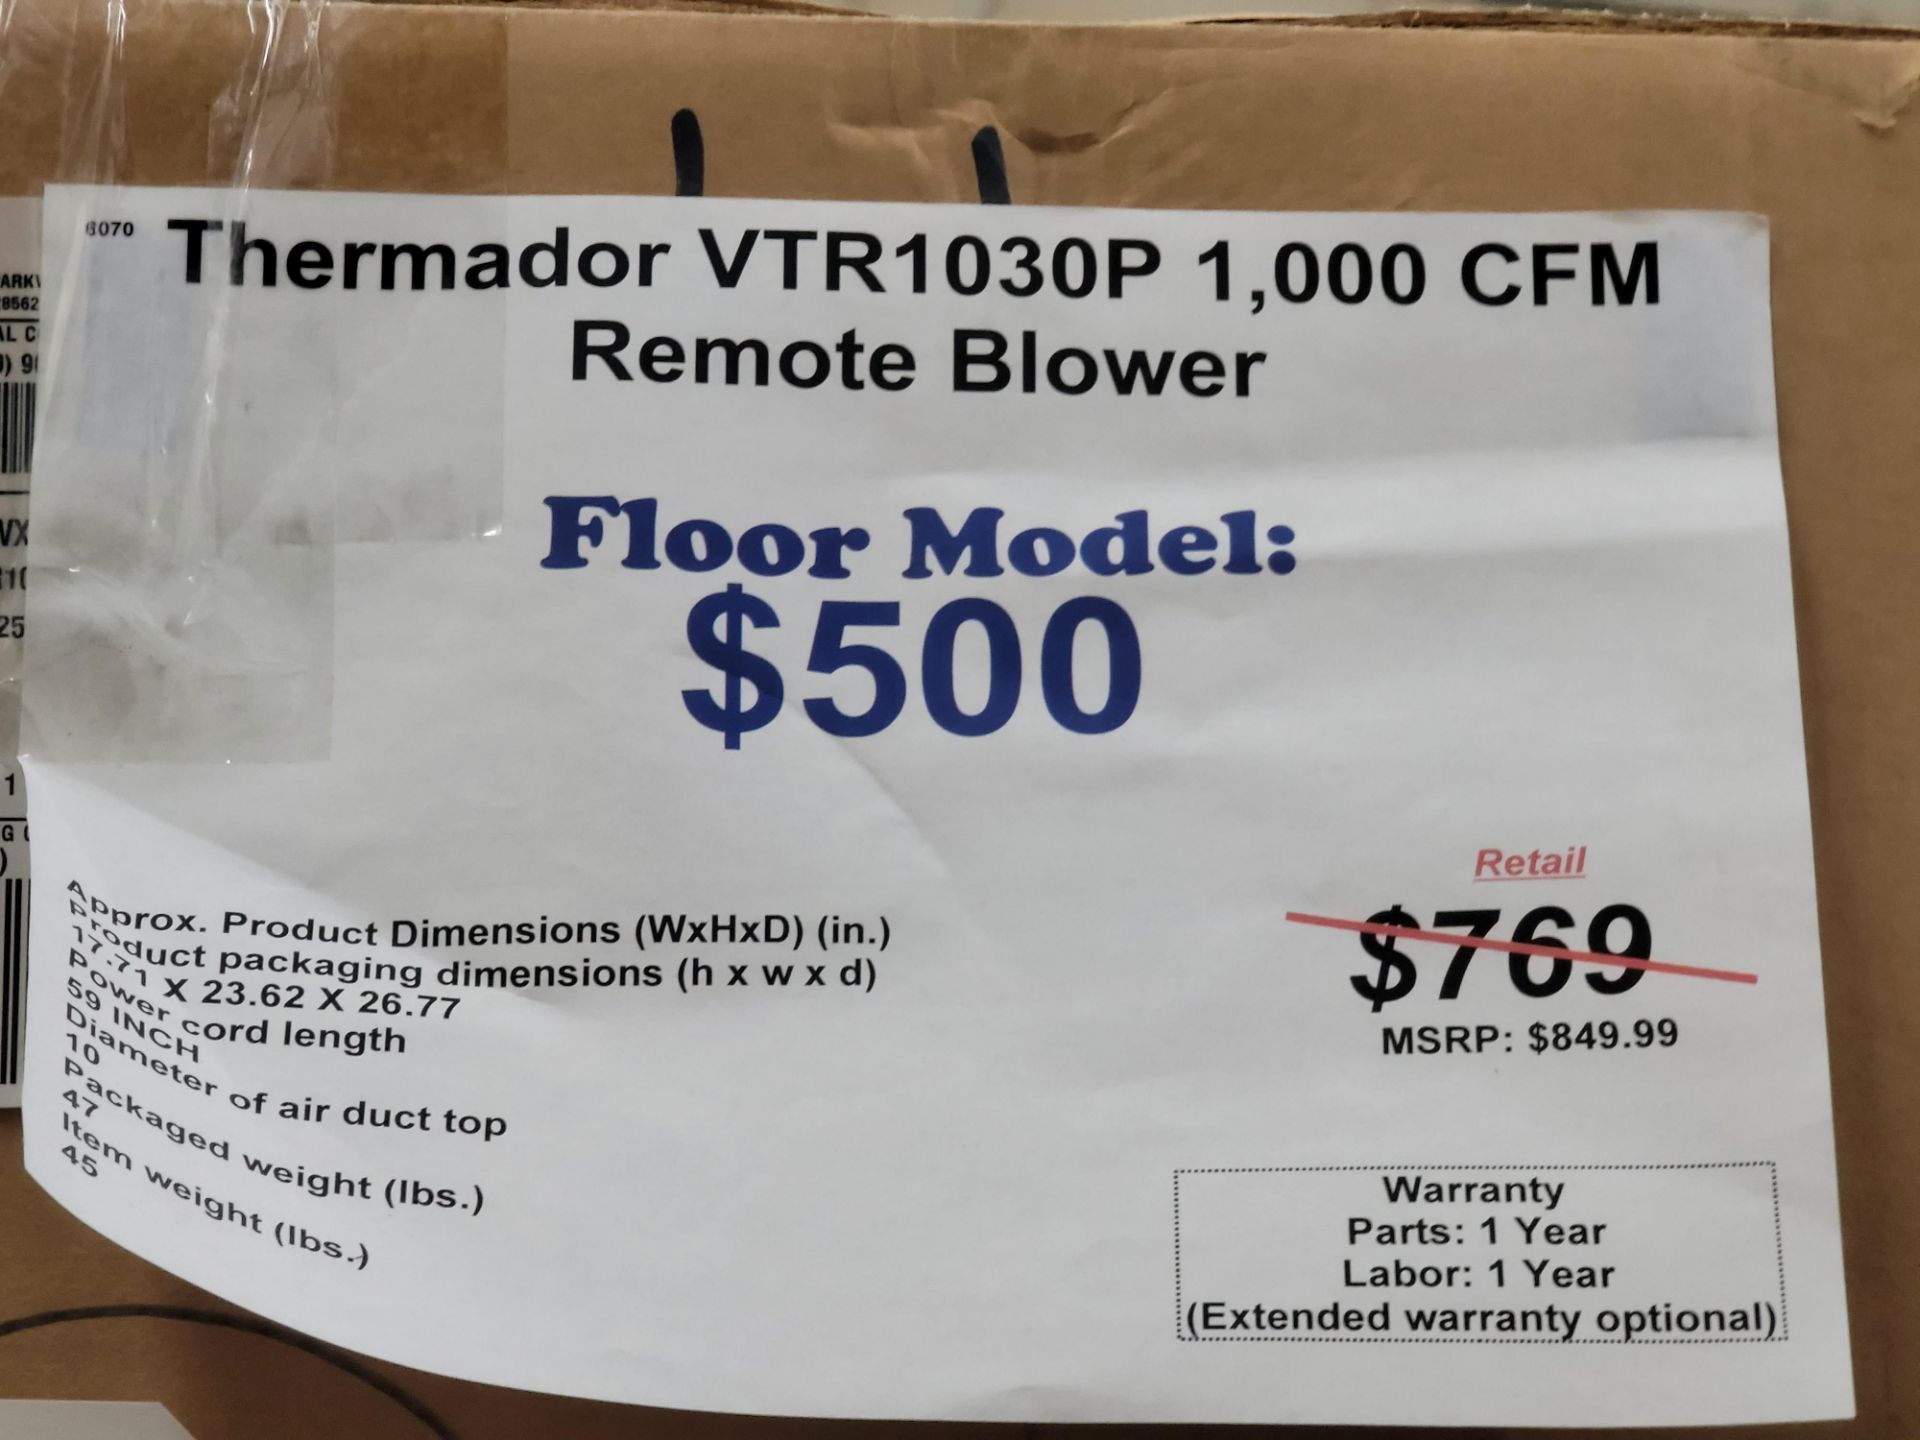 6070
Thermador VTR1030P 1,000 CFM
Remote Blower
Floor Model:
$500
Retail
$769
MSRP: $849.99
Approx. Product Dimensions (WxHxD) (in.)
Product packaging dimensions (h x w x d)
17.71 X 23.62 X 26.77
Power cord length
59 INCH
Diameter of air duct top
10
Packaged weight (lbs.)
47
Item weight (lbs.)
45
Warranty
Parts: 1 Year
Labor: 1 Year
(Extended warranty optional)